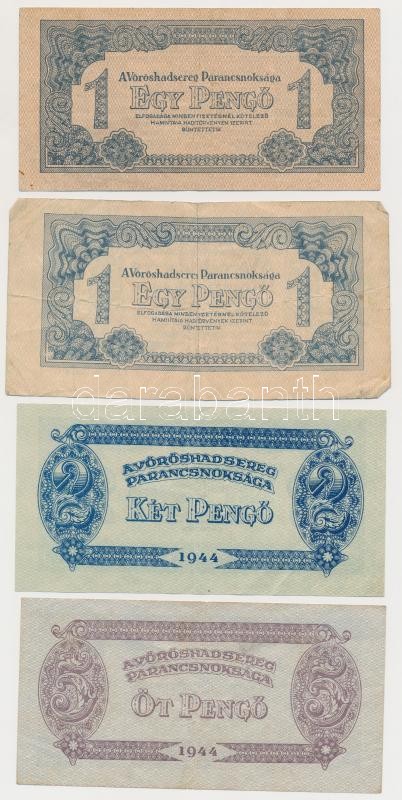 A Vöröshadsereg Parancsnoksága
1 EGY PENGŐ 1
ELFOGADÁSA MINDEN FIZETÉSNÉL KÖTELEZŐ
HAMISÍTÁSA HADITÖRVÉNYEK SZERINT
BÜNTETTETIK
A Vöröshadsereg Parancsnoksága
1 EGY PENGŐ 1
ELFOGADÁSA MINDEN FIZETÉSNÉL KÖTELEZŐ
HAMISÍTÁSA HADITÖRVÉNYEK SZERINT
BÜNTETTETIK
darabanth
A VÖRÖSHADSEREG
PARANCSNOKSÁGA
2 KÉT PENGŐ 2
1944
A VÖRÖSHADSEREG
PARANCSNOKSÁGA
5 ÖT PENGŐ 5
1944